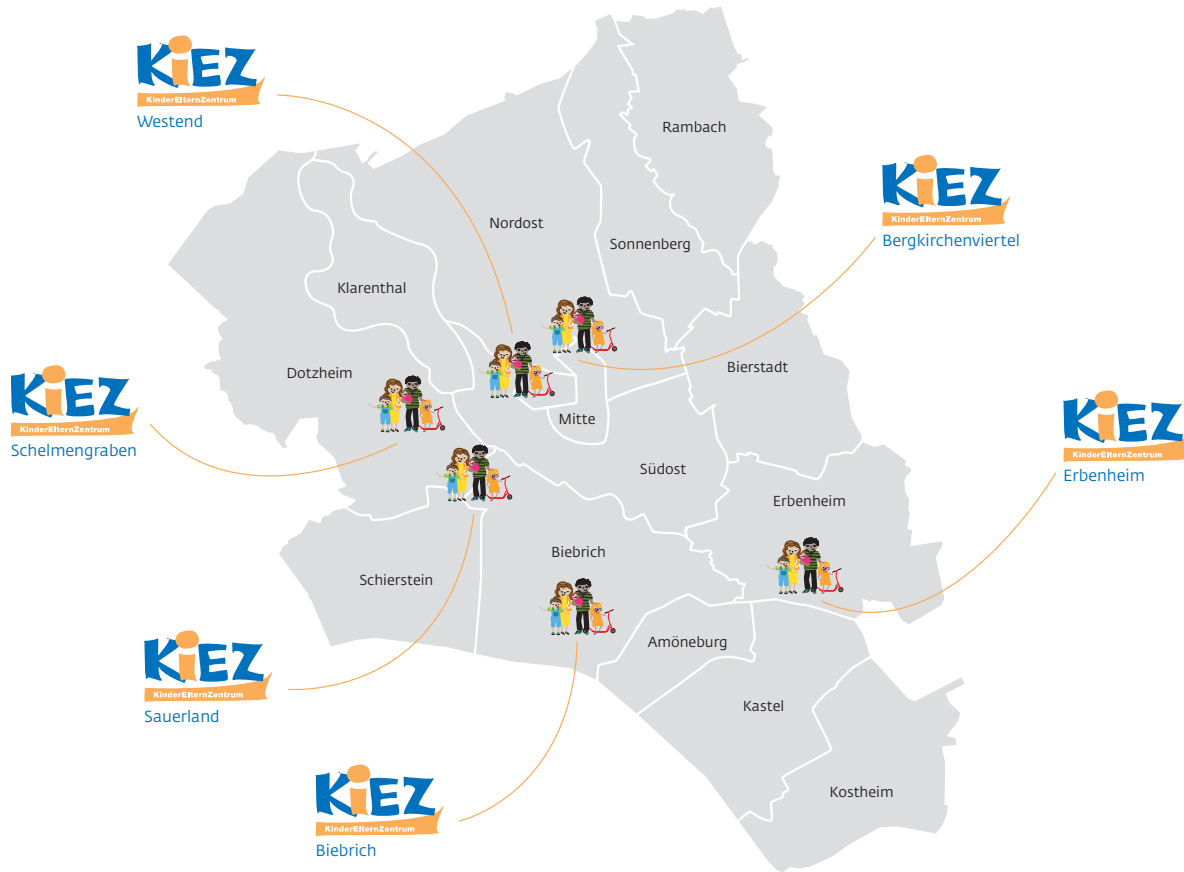 KiEZ
KinderElternZentrum
Westend
Rambach
KiEZ
KinderElternZentrum
Bergkirchenviertel
Nordost
Sonnenberg
Klarenthal
Dotzheim
Bierstadt
KiEZ
KinderElternZentrum
Schelmengraben
Mitte
KiEZ
KinderElternZentrum
Erbenheim
Südost
Erbenheim
Biebrich
Schierstein
Amöneburg
KiEZ
KinderElternZentrum
Sauerland
Kastel
Kostheim
KiEZ
KinderElternZentrum
Biebrich